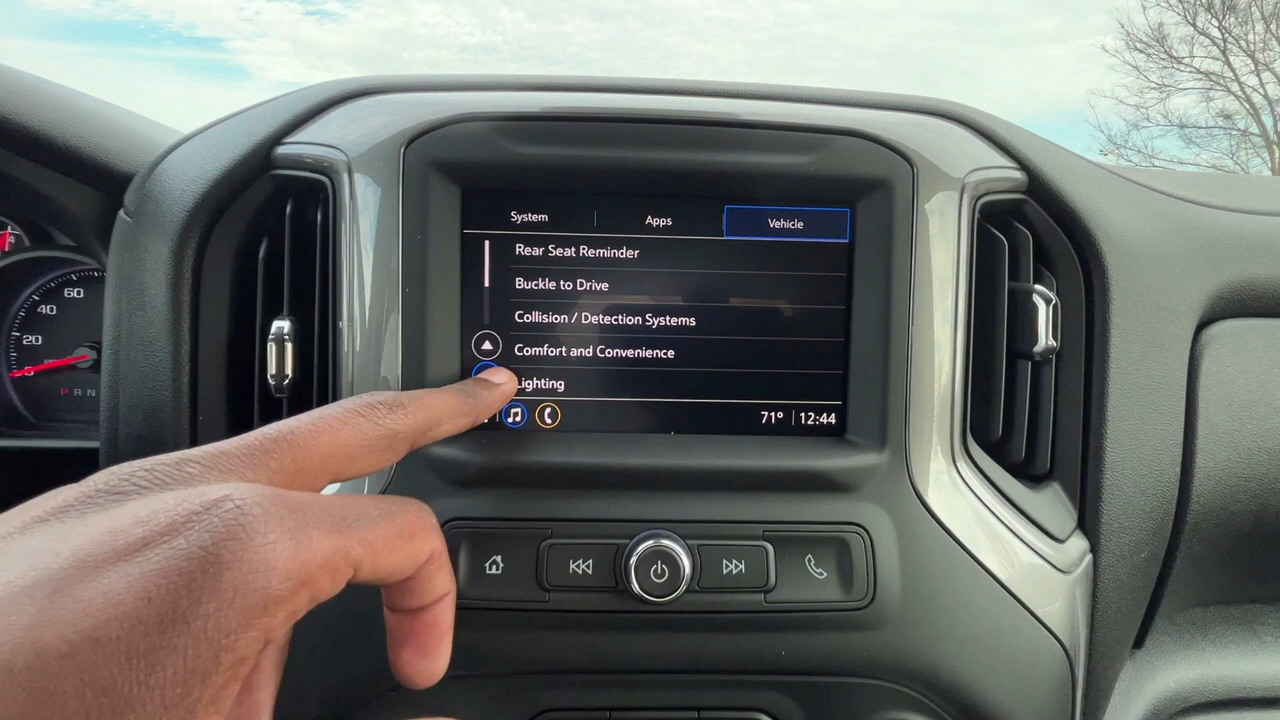 System Apps Vehicle
Rear Seat Reminder
Buckle to Drive
Collision / Detection Systems
Comfort and Convenience
Lighting
71° 12:44
60
40
20
P R N